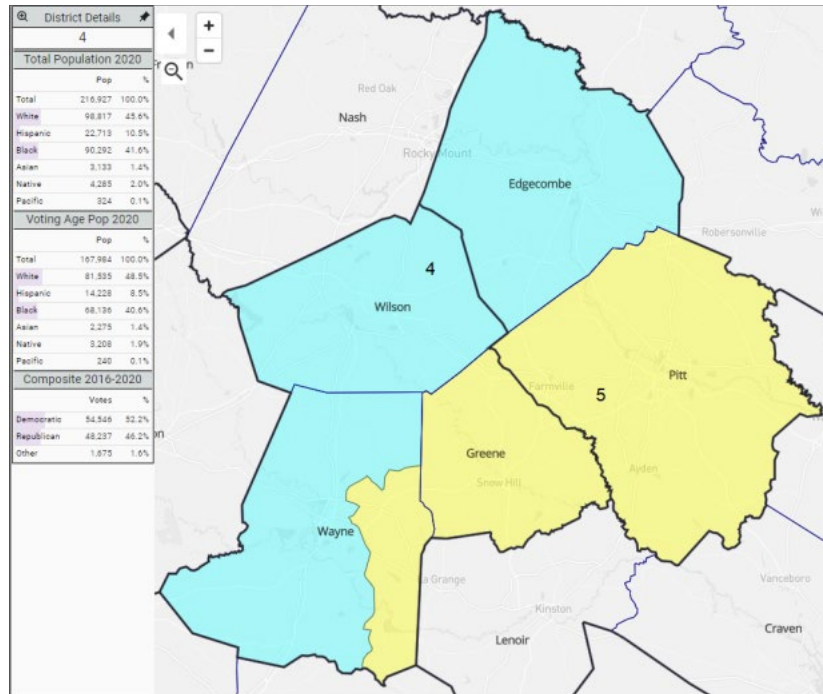 District Details
4
Total Population 2020
Pop %
Total 216,927 100.0%
White 98,817 45.6%
Hispanic 22,713 10.5%
Black 90,292 41.6%
Asian 3,133 1.4%
Native 4,285 2.0%
Pacific 324 0.1%
Voting Age Pop 2020
Pop %
Total 167,984 100.0%
White 81,535 48.5%
Hispanic 14,228 8.5%
Black 68,136 40.6%
Asian 2,275 1.4%
Native 3,208 1.9%
Pacific 240 0.1%
Composite 2016-2020
Votes %
Democratic 54,546 52.2%
Republican 48,237 46.2%
Other 1,675 1.6%
+
−
Red Oak
Nash
Rocky Mount
Edgecombe
Robersonville
4
Wilson
Pitt
Farmville
5
Greene
Ayden
Snow Hill
Wayne
La Grange
Vanceboro
Kinston
Craven
Lenoir